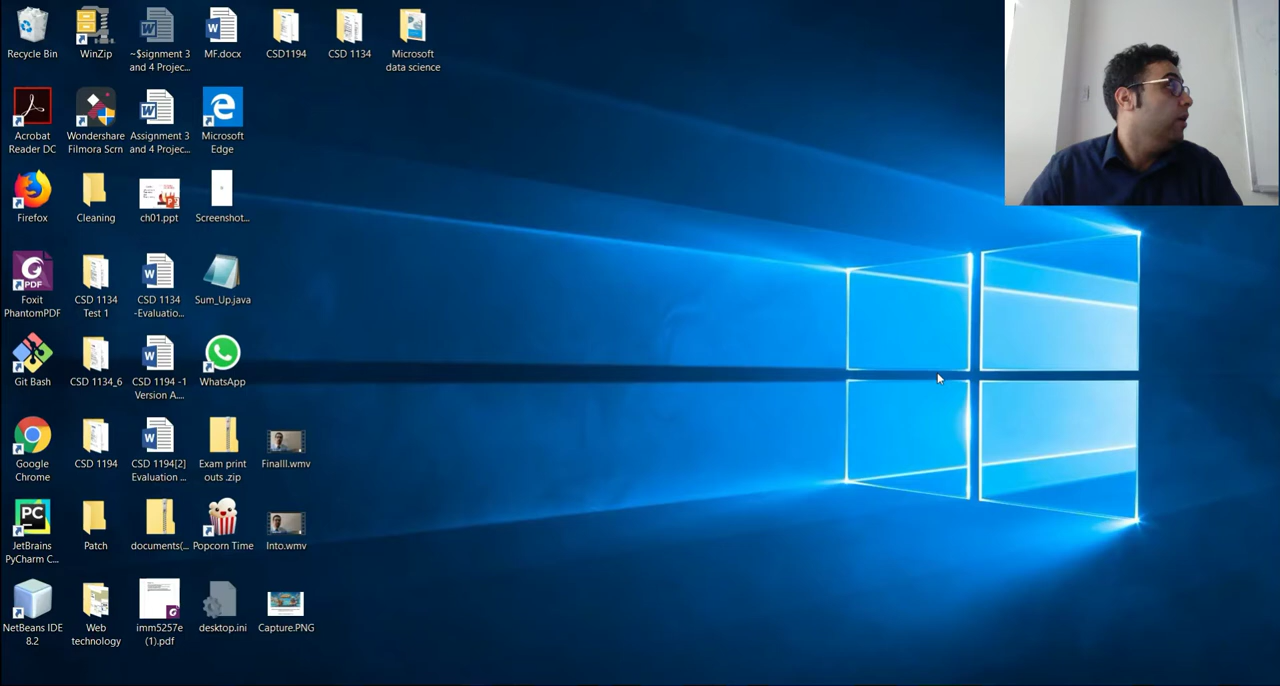 Recycle Bin
WinZip
~$signment 3
and 4 Projec...
MF.docx
CSD1194
CSD 1134
Microsoft
data science
Acrobat
Reader DC
Wondershare
Filmora Scrn
Assignment 3
and 4 Projec...
Microsoft
Edge
Firefox
Cleaning
ch01.ppt
Screenshot...
PDF
Foxit
PhantomPDF
CSD 1134
Test 1
CSD 1134
-Evaluatio...
Sum_Up.java
Git Bash
CSD 1134_6
CSD 1194 -1
Version A....
WhatsApp
Google
Chrome
CSD 1194
CSD 1194[2]
Evaluation ...
Exam print
outs .zip
Finalll.wmv
PC
JetBrains
PyCharm C...
Patch
documents(...
Popcorn Time
Into.wmv
NetBeans IDE
8.2
Web
technology
imm5257e
(1).pdf
desktop.ini
Capture.PNG